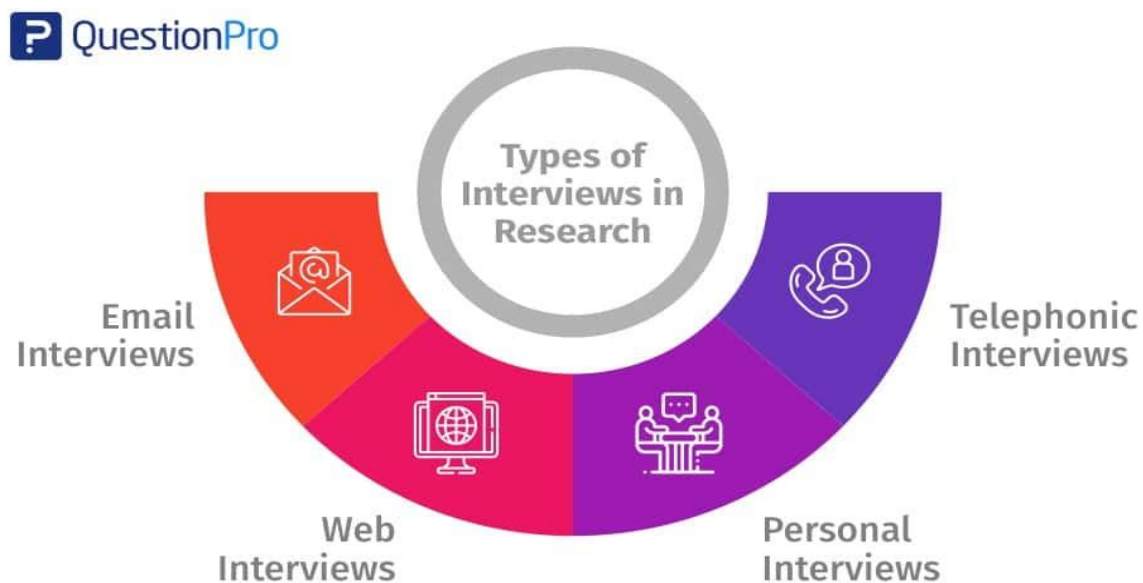 QuestionPro
Types of
Interviews in
Research
Email
Interviews
Web
Interviews
Personal
Interviews
Telephonic
Interviews